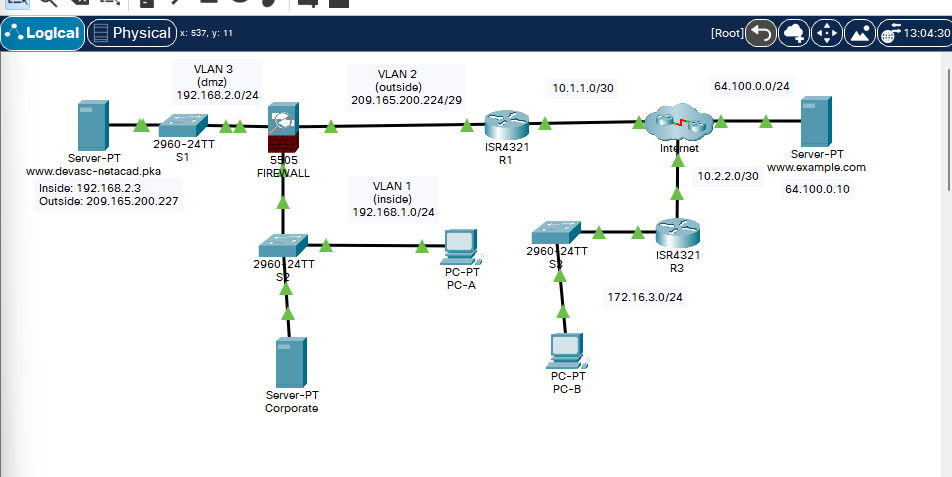 Logical
Physical
x: 537, y: 11
[Root]
13:04:30
VLAN 3
(dmz)
192.168.2.0/24
VLAN 2
(outside)
209.165.200.224/29
10.1.1.0/30
64.100.0.0/24
Server-PT
www.devasc-netacad.pka
Inside: 192.168.2.3
Outside: 209.165.200.227
2960-24TT
S1
5505
FIREWALL
ISR4321
R1
Internet
Server-PT
www.example.com
64.100.0.10
10.2.2.0/30
VLAN 1
(inside)
192.168.1.0/24
2960-24TT
S2
PC-PT
PC-A
2960-24TT
S3
ISR4321
R3
172.16.3.0/24
Server-PT
Corporate
PC-PT
PC-B